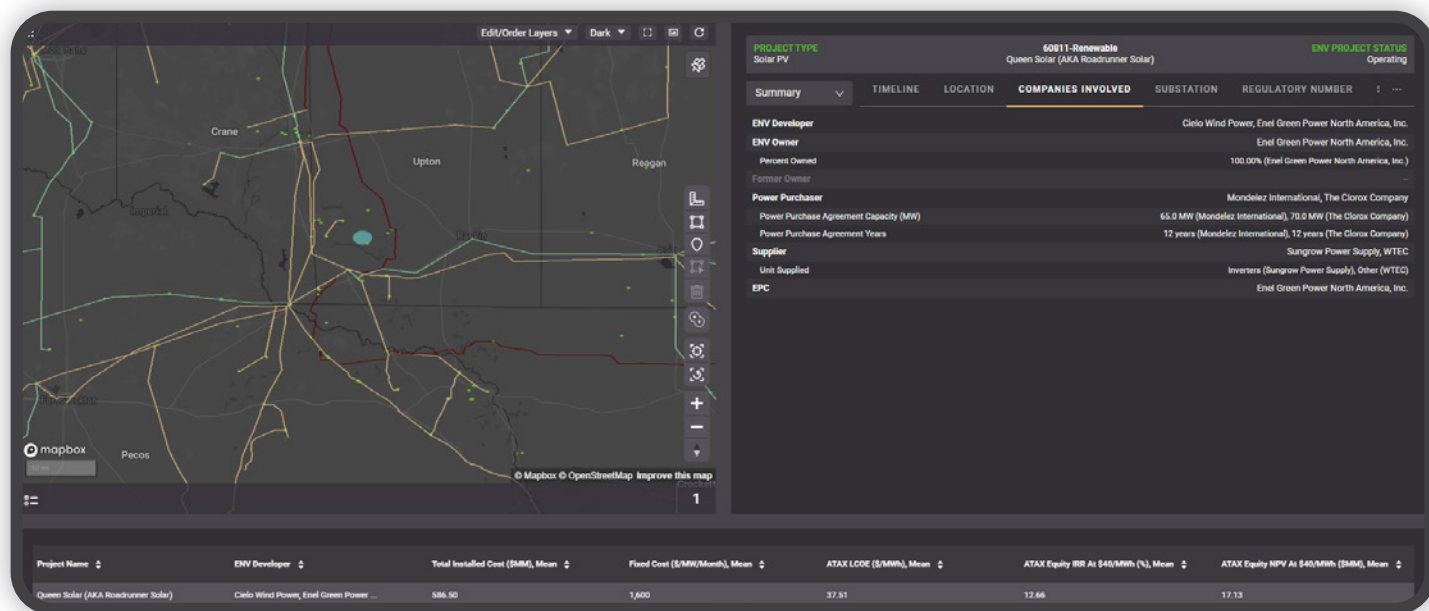 Edit/Order Layers
Dark
Crane
Upton
Reagan
Imperial
Pecos
Crockett
mapbox
© Mapbox © OpenStreetMap Improve this map
1
PROJECT TYPE
Solar PV
60811-Renewable
Queen Solar (AKA Roadrunner Solar)
ENV PROJECT STATUS
Operating
Summary TIMELINE LOCATION COMPANIES INVOLVED SUBSTATION REGULATORY NUMBER
ENV Developer Cielo Wind Power, Enel Green Power North America, Inc.
ENV Owner Enel Green Power North America, Inc.
Percent Owned 100.00% (Enel Green Power North America, Inc.)
Former Owner --
Power Purchaser Mondelez International, The Clorox Company
Power Purchase Agreement Capacity (MW) 65.0 MW (Mondelez International), 70.0 MW (The Clorox Company)
Power Purchase Agreement Years 12 years (Mondelez International), 12 years (The Clorox Company)
Supplier Sungrow Power Supply, WTEC
Unit Supplied Inverters (Sungrow Power Supply), Other (WTEC)
EPC Enel Green Power North America, Inc.
Project Name ENV Developer Total Installed Cost ($MM), Mean Fixed Cost ($/MW/Month), Mean ATAX LCOE ($/MWh), Mean ATAX Equity IRR At $40/MWh (%), Mean ATAX Equity NPV At $40/MWh ($MM), Mean
Queen Solar (AKA Roadrunner Solar) Cielo Wind Power, Enel Green Power ... 586.50 1,600 37.51 12.66 17.13